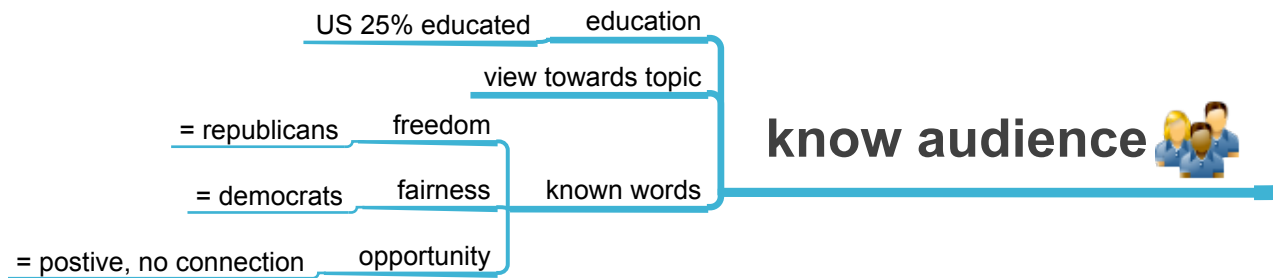 know audience
education
US 25% educated
view towards topic
known words
freedom
= republicans
fairness
= democrats
opportunity
= postive, no connection